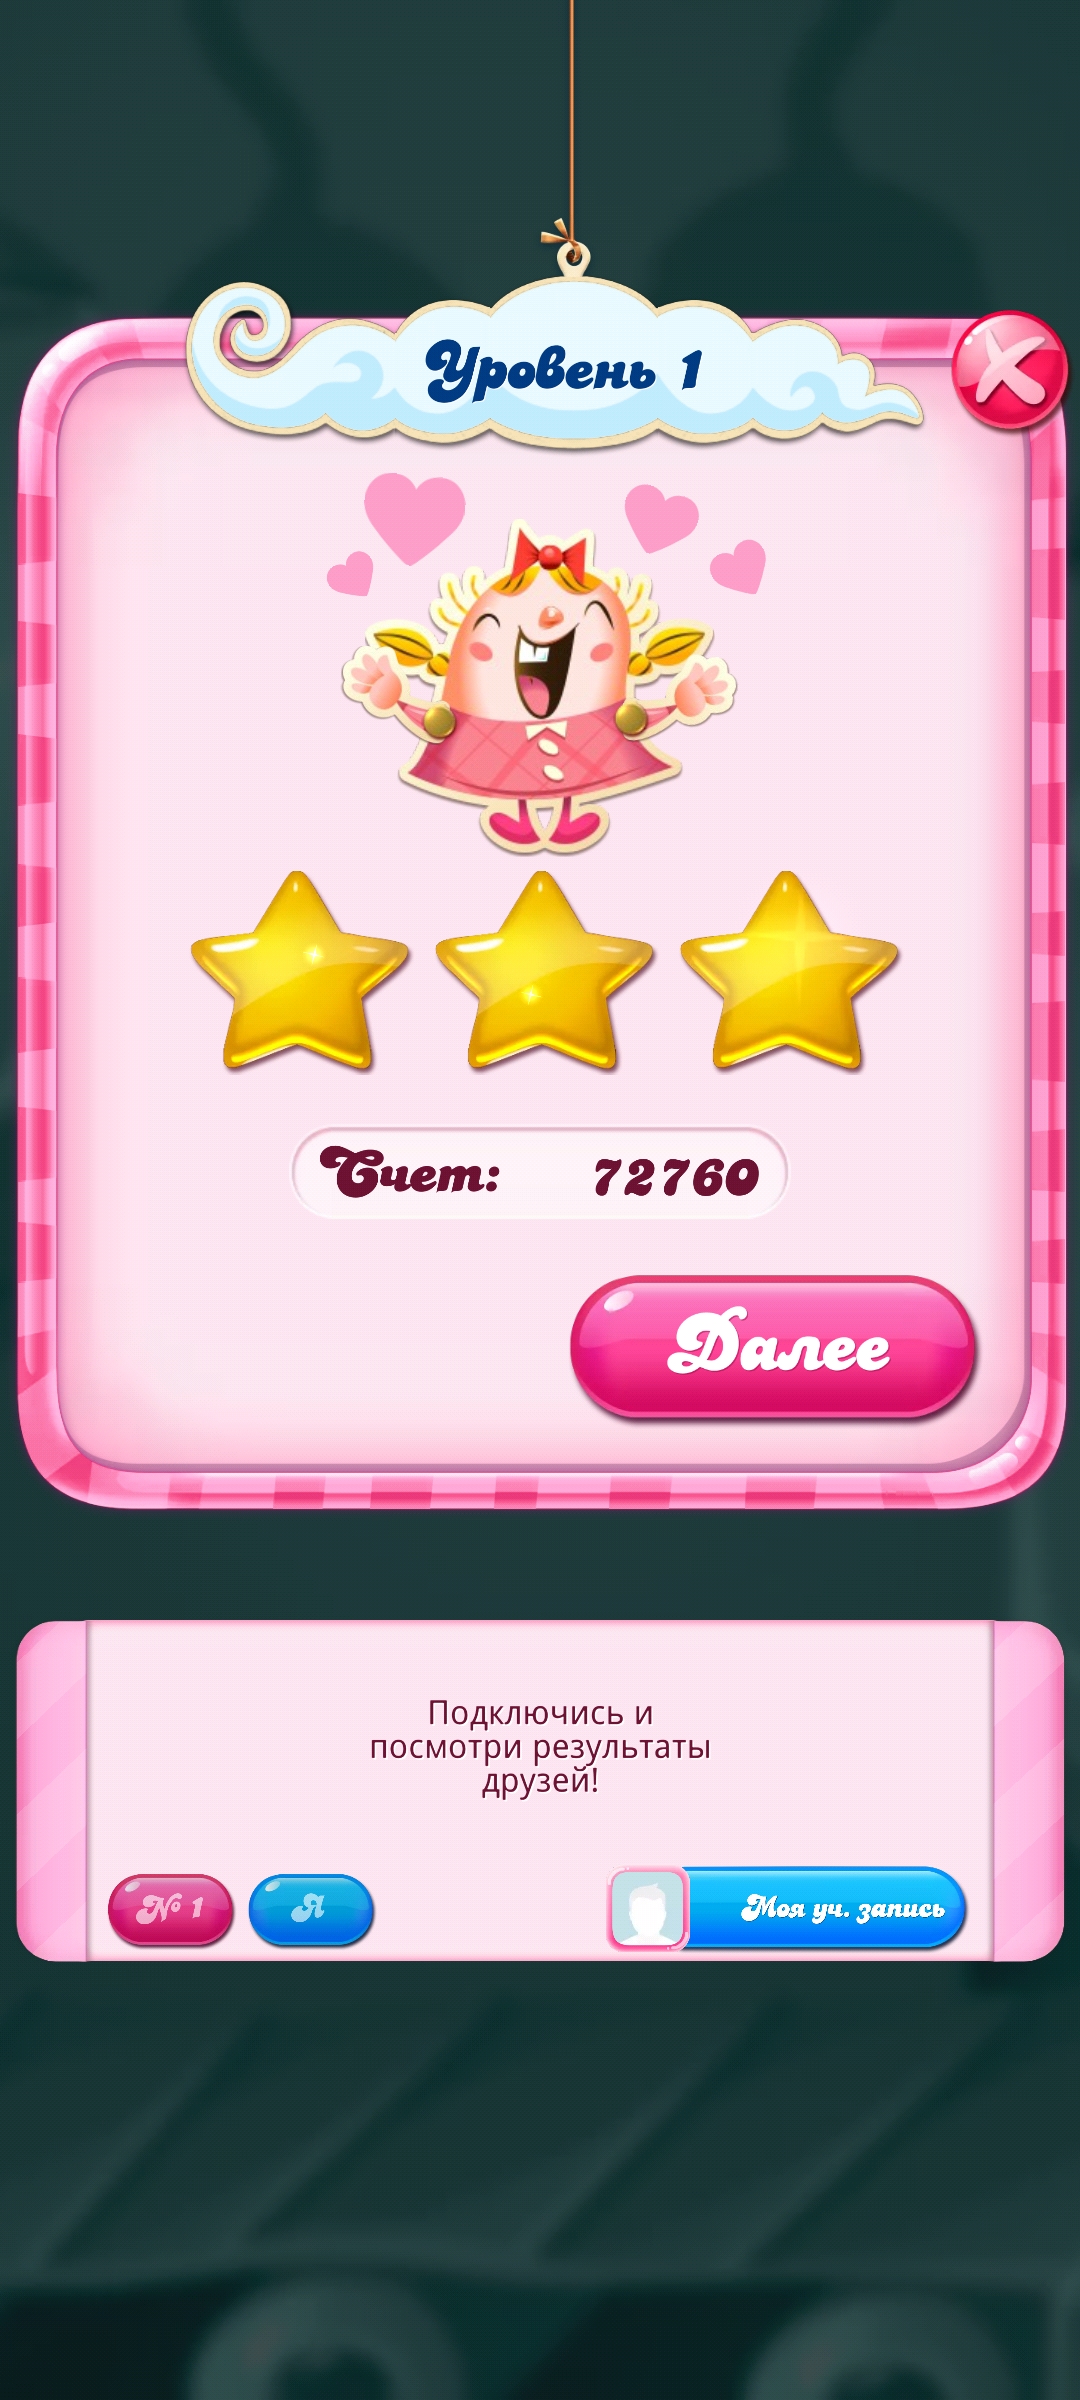 Уровень 1
Счет: 72760
Далее
Подключись и
посмотри результаты
друзей!
№ 1
Я
Моя уч. запись